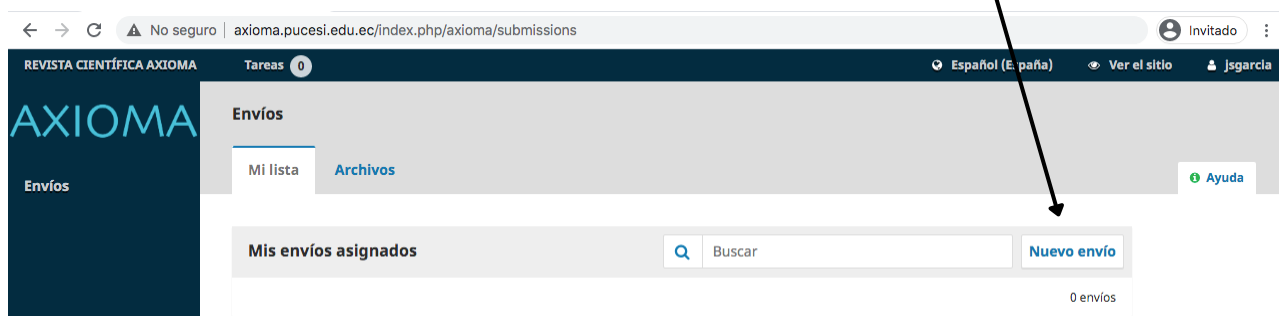 No seguro axioma.pucesi.edu.ec/index.php/axioma/submissions Invitado
REVISTA CIENTÍFICA AXIOMA Tareas 0 Español (España) Ver el sitio jsgarcia
AXIOMA
Envíos
Mi lista Archivos
Envíos
Ayuda
Mis envíos asignados Buscar Nuevo envío
0 envíos